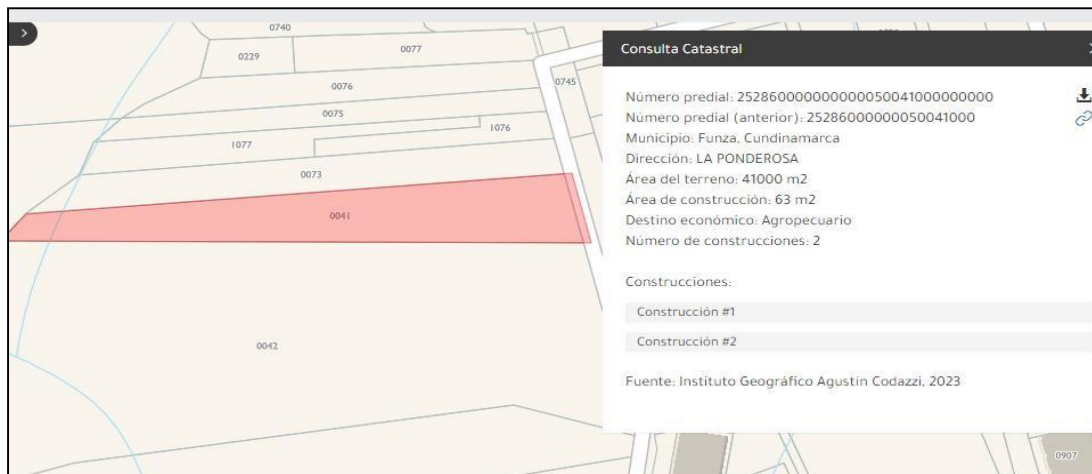 0740
0229
0077
0076
0745
0075
1076
1077
0073
0041
0042
0907
Consulta Catastral
Número predial: 252860000000000050041000000000
Número predial (anterior): 25286000000050041000
Municipio: Funza, Cundinamarca
Dirección: LA PONDEROSA
Área del terreno: 41000 m2
Área de construcción: 63 m2
Destino económico: Agropecuario
Número de construcciones: 2
Construcciones:
Construcción #1
Construcción #2
Fuente: Instituto Geográfico Agustín Codazzi, 2023